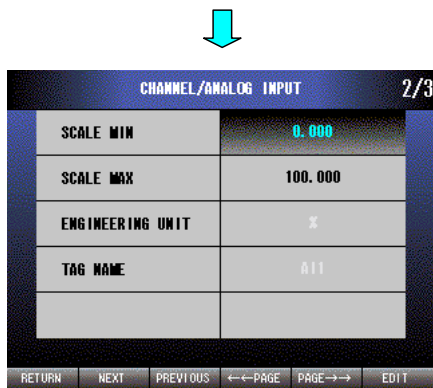 CHANNEL/ANALOG INPUT 2/3
SCALE MIN 0.000
SCALE MAX 100.000
ENGINEERING UNIT %
TAG NAME AI1
RETURN NEXT PREVIOUS ←←PAGE PAGE→→ EDIT